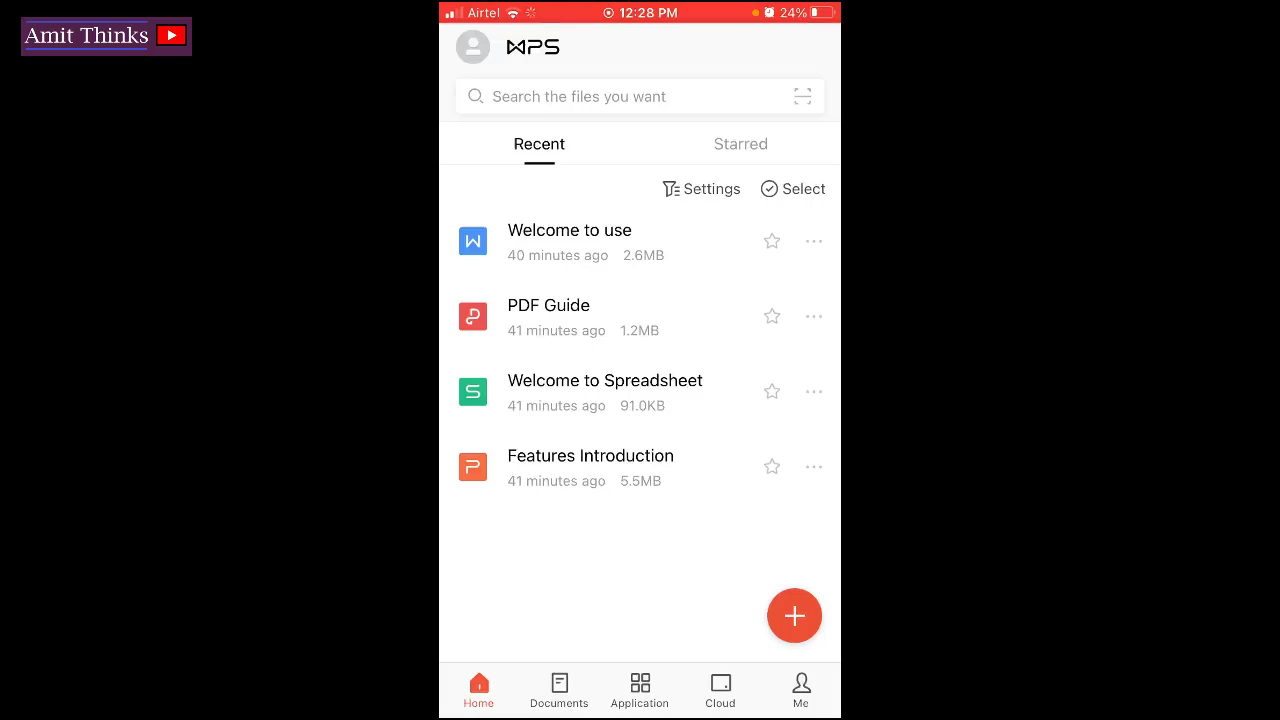 Amit Thinks
Airtel 12:28 PM 24%
WPS
Search the files you want
Recent Starred
Settings Select
Welcome to use
40 minutes ago 2.6MB
PDF Guide
41 minutes ago 1.2MB
Welcome to Spreadsheet
41 minutes ago 91.0KB
Features Introduction
41 minutes ago 5.5MB
Home Documents Application Cloud Me